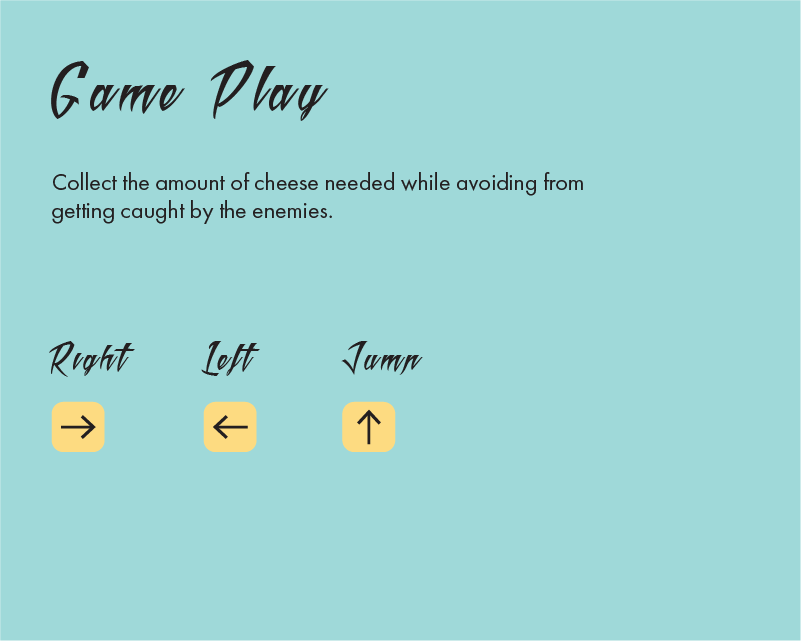 Game Play
Collect the amount of cheese needed while avoiding from
getting caught by the enemies.
Right Left Jump